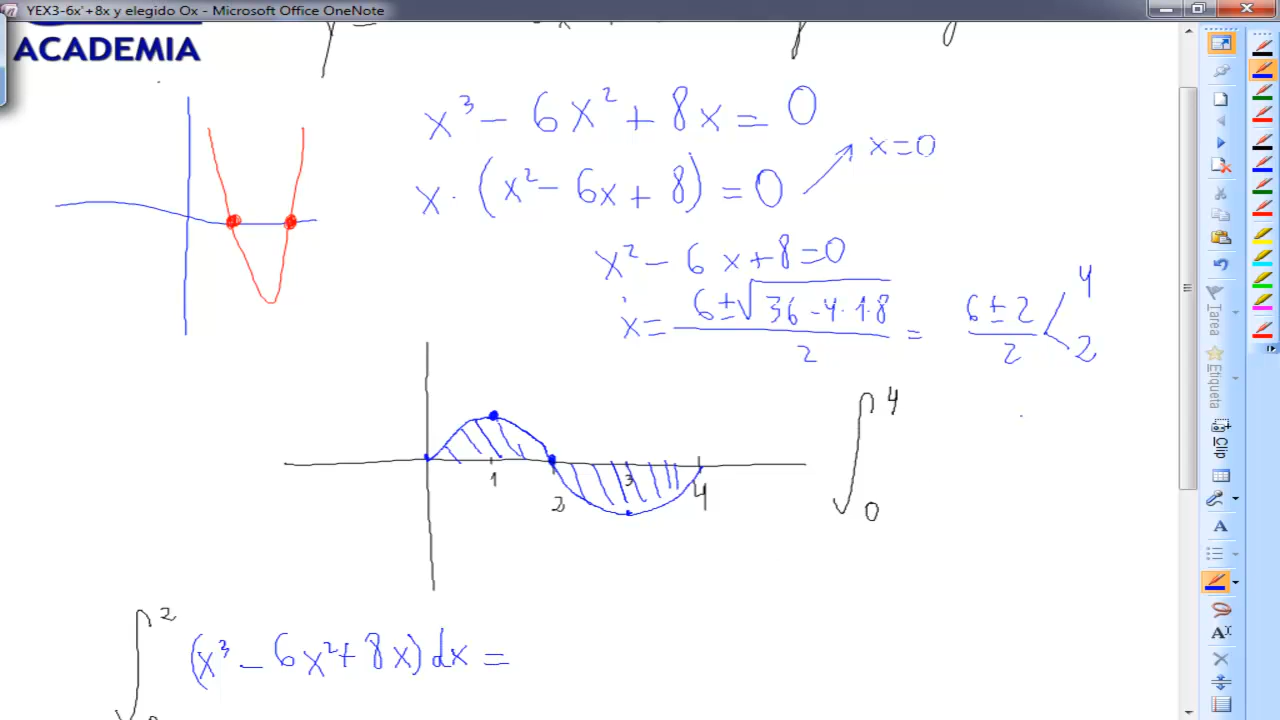 YEX3-6x'+8x y elegido Ox - Microsoft Office OneNote
ACADEMIA
x³ - 6x² + 8x = 0
x · (x² - 6x + 8) = 0
x = 0
x² - 6x + 8 = 0
x = (6 ± √(36 - 4·1·8)) / 2 = (6 ± 2) / 2
4
2
1
2
3
4
∫₀⁴
∫₀² (x³ - 6x² + 8x) dx =
Tarea
Etiqueta
Clip
A
A